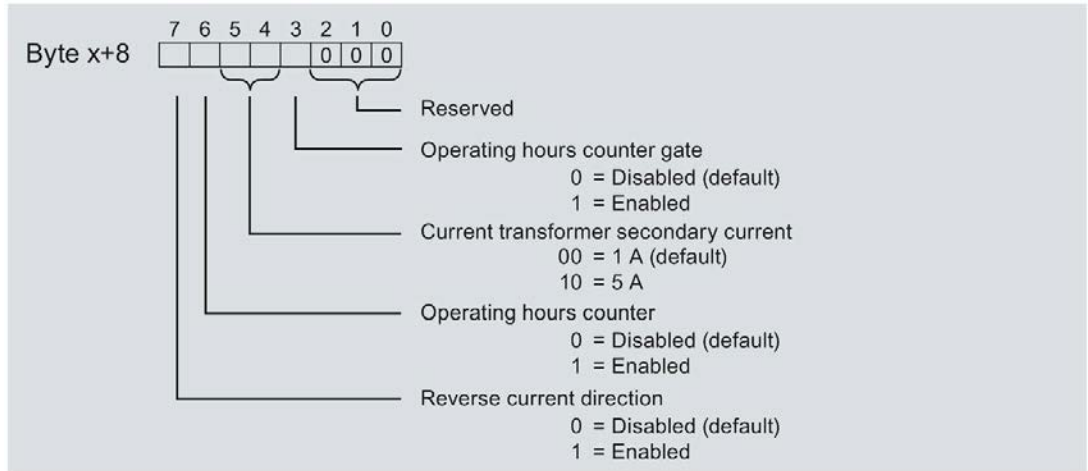 7 6 5 4 3 2 1 0
Byte x+8
0 0 0
Reserved
Operating hours counter gate
0 = Disabled (default)
1 = Enabled
Current transformer secondary current
00 = 1 A (default)
10 = 5 A
Operating hours counter
0 = Disabled (default)
1 = Enabled
Reverse current direction
0 = Disabled (default)
1 = Enabled